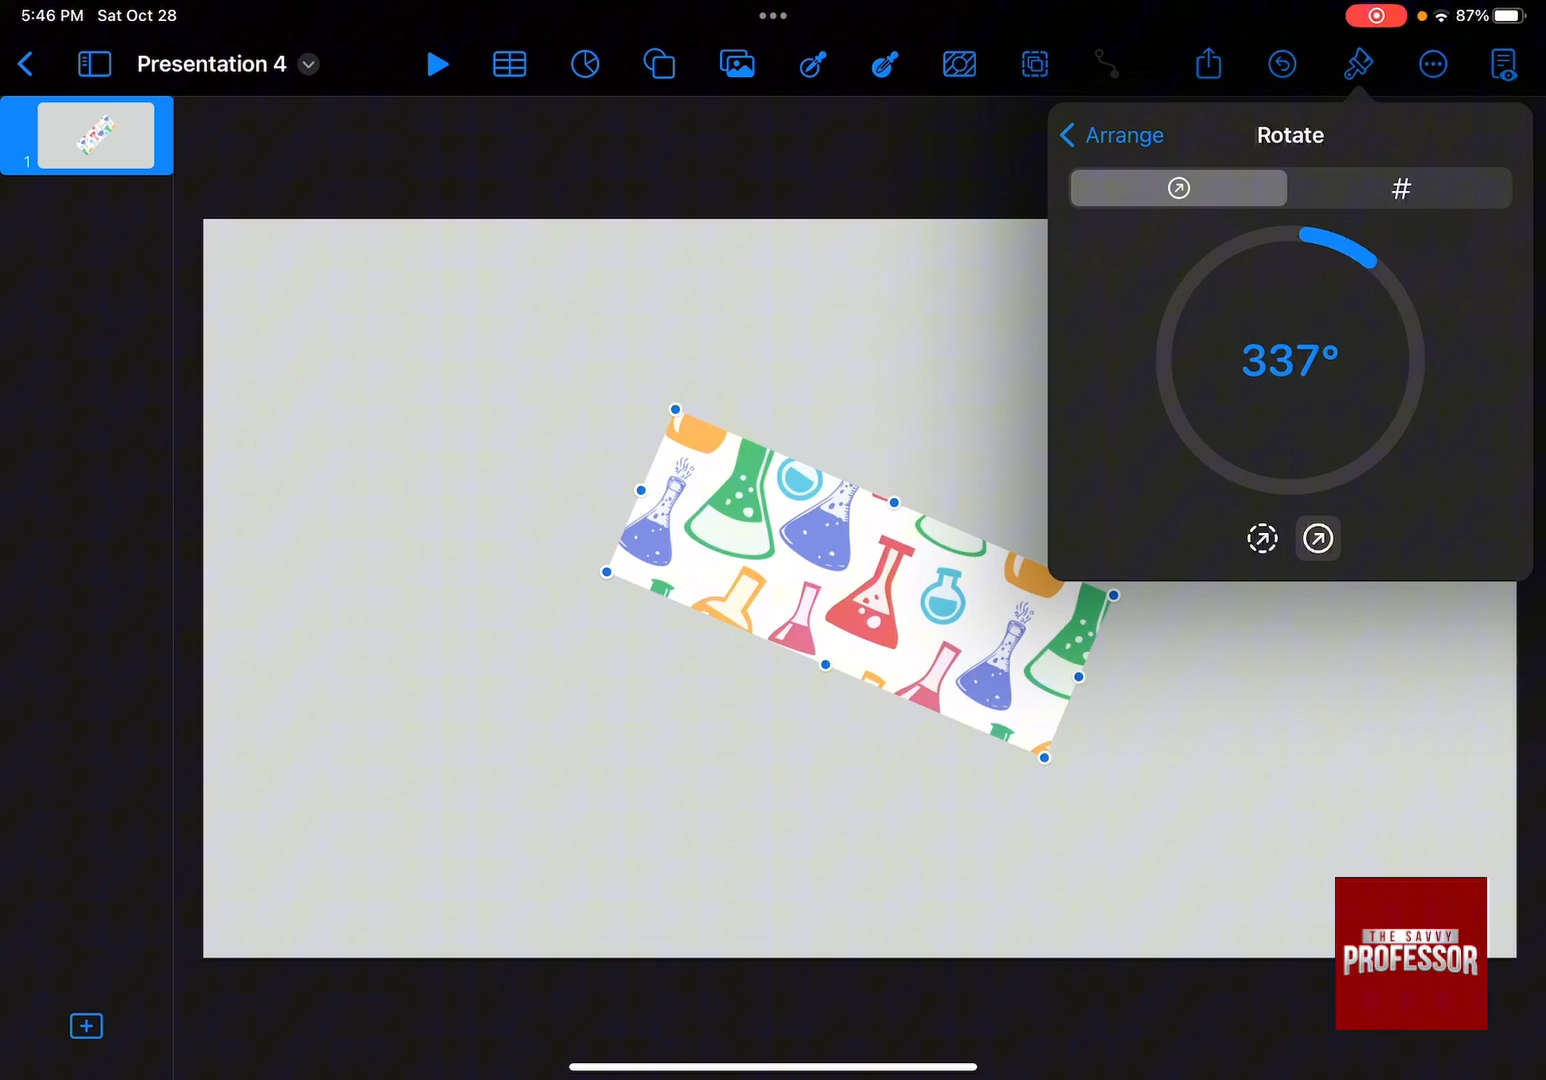 5:46 PM Sat Oct 28
87%
Presentation 4
1
Arrange
Rotate
#
337°
THE SAVVY
PROFESSOR